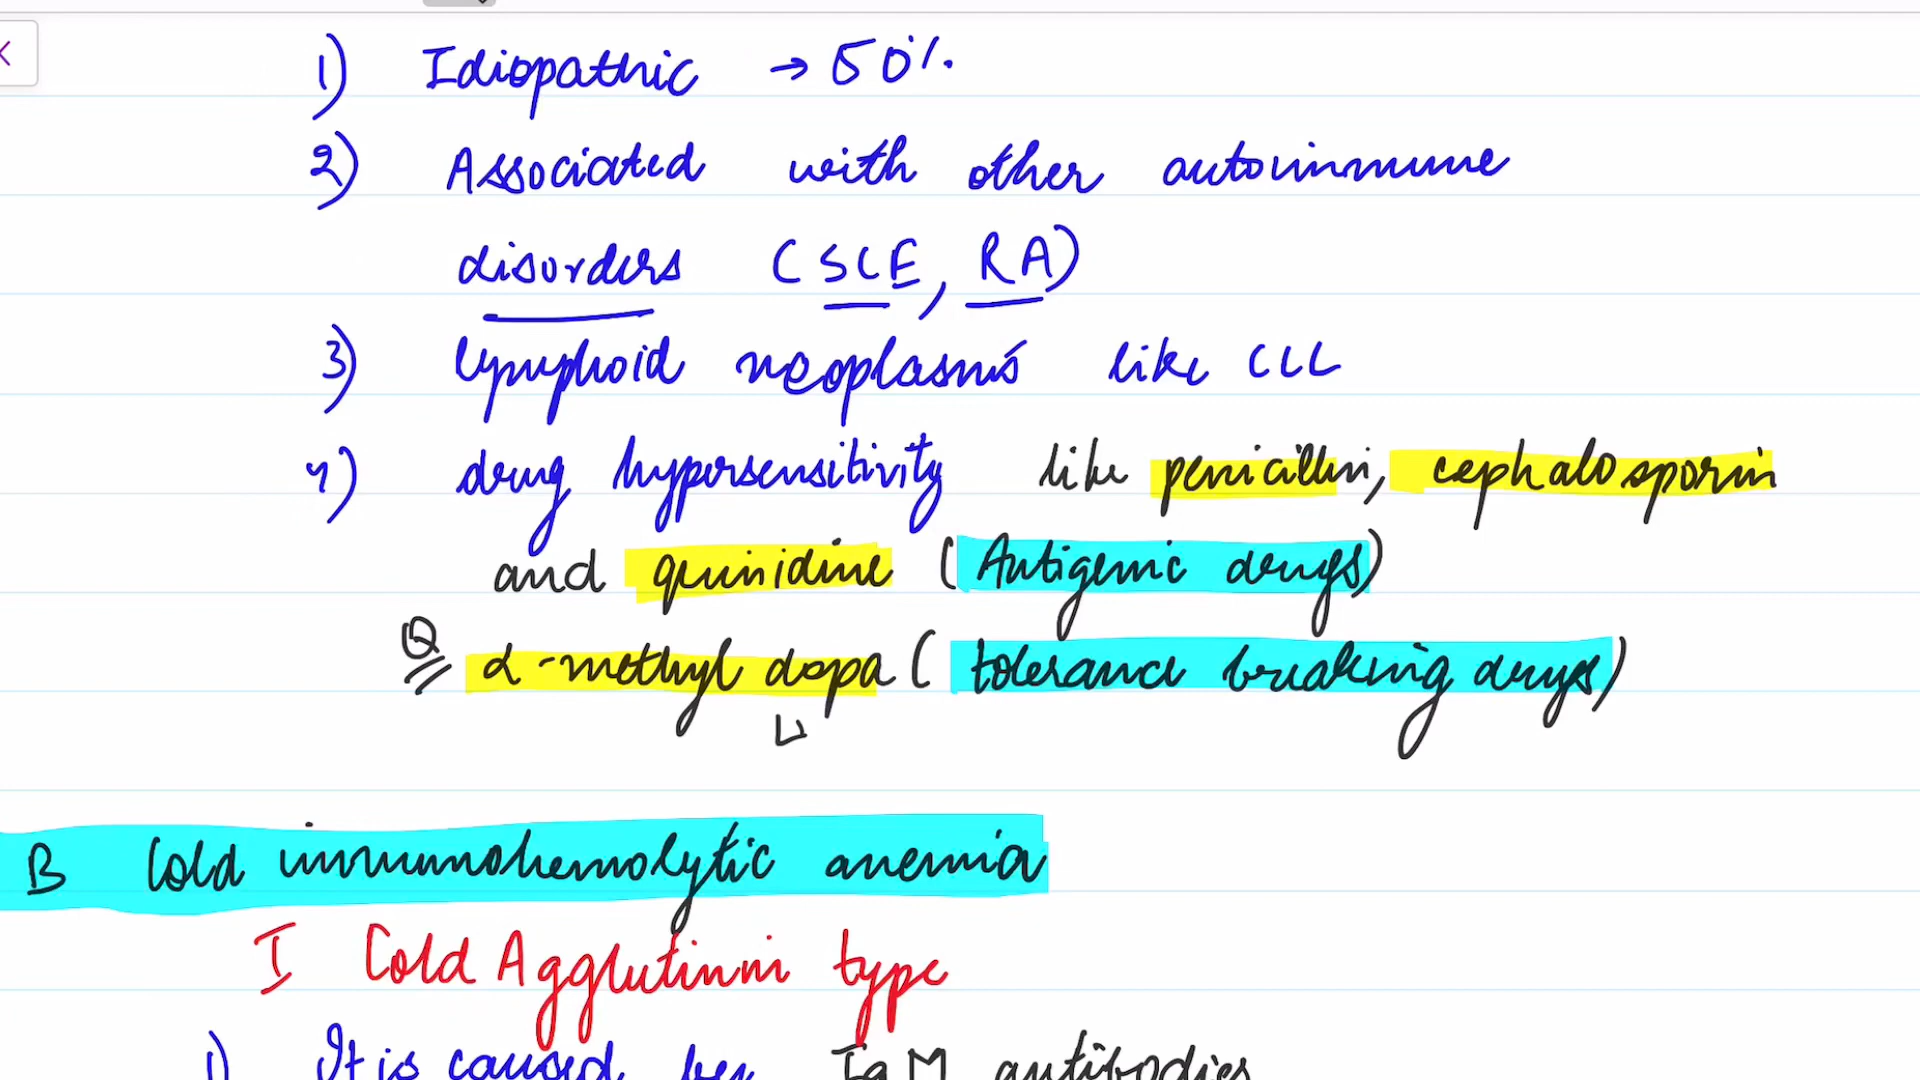 1) Idiopathic → 50%
2) Associated with other autoimmune
disorders (SLE, RA)
3) lymphoid neoplasms like CLL
4) drug hypersensitivity like penicillin, cephalosporin
and quinidine (Antigenic drugs)
Q α-methyl dopa (tolerance breaking drugs)
B Cold immunohemolytic anemia
I Cold Agglutinin type
1) It is caused by IgM antibodies